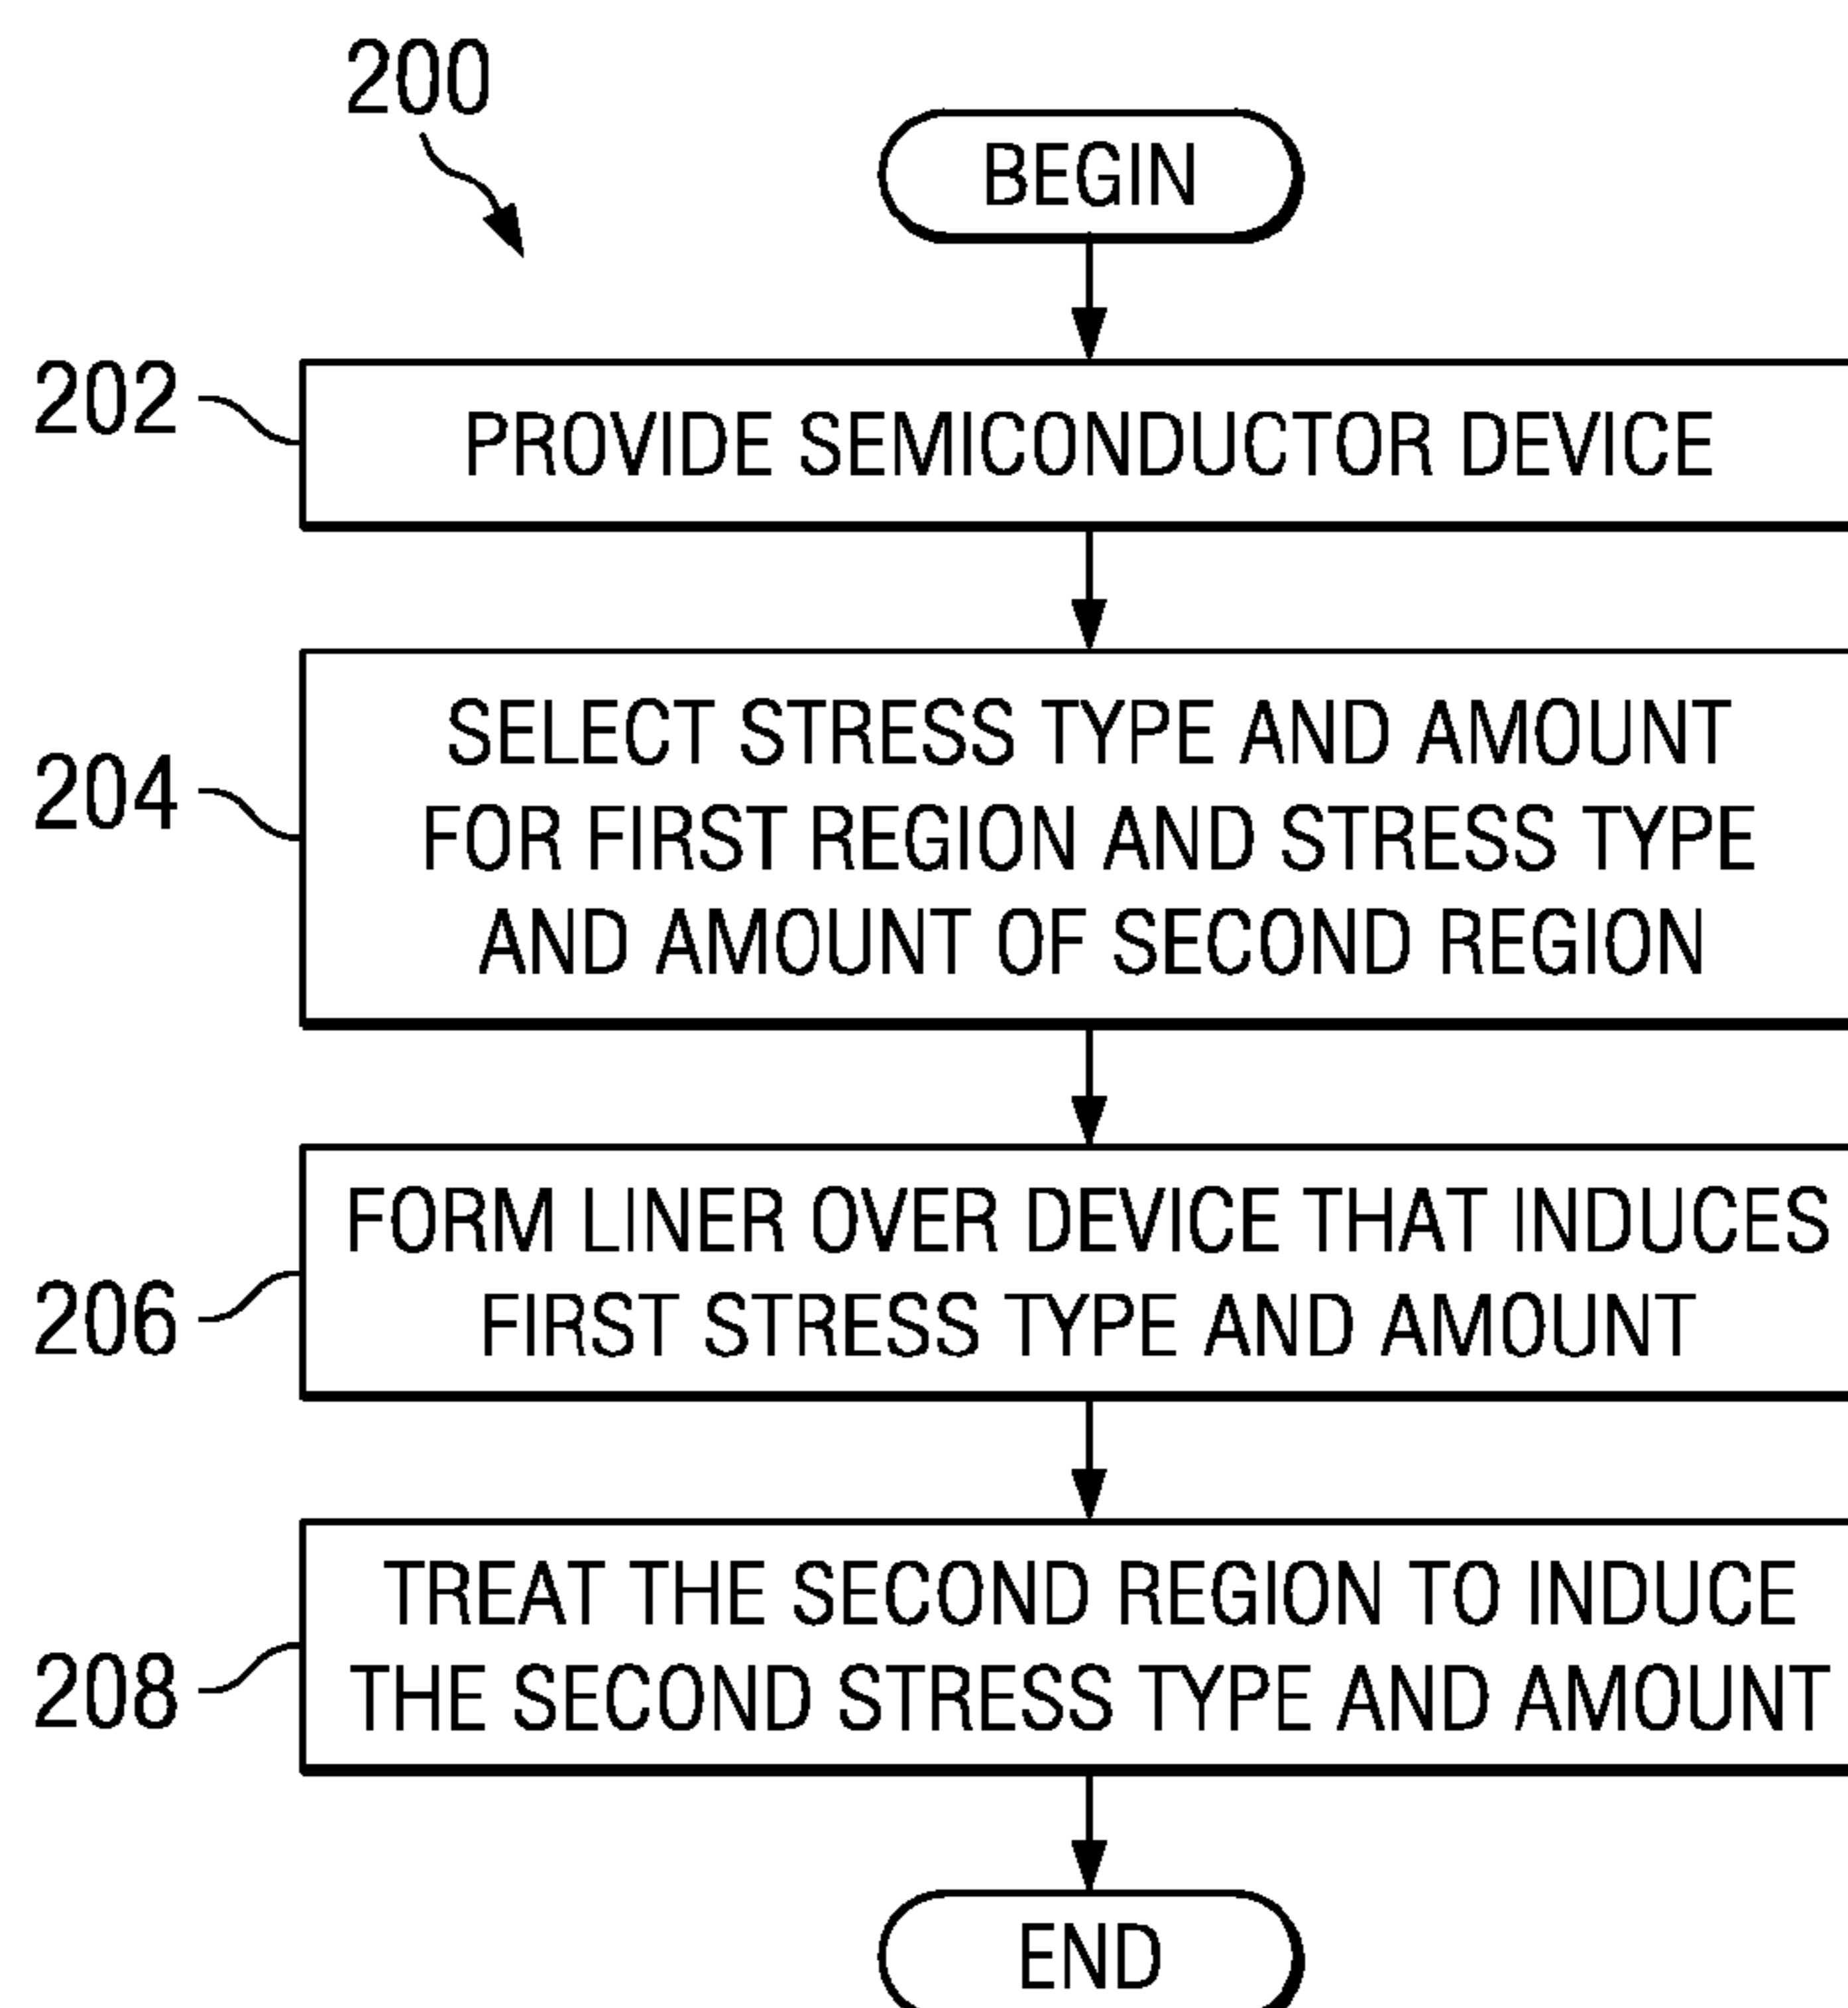 200
BEGIN
202
PROVIDE SEMICONDUCTOR DEVICE
204
SELECT STRESS TYPE AND AMOUNT
FOR FIRST REGION AND STRESS TYPE
AND AMOUNT OF SECOND REGION
206
FORM LINER OVER DEVICE THAT INDUCES
FIRST STRESS TYPE AND AMOUNT
208
TREAT THE SECOND REGION TO INDUCE
THE SECOND STRESS TYPE AND AMOUNT
END